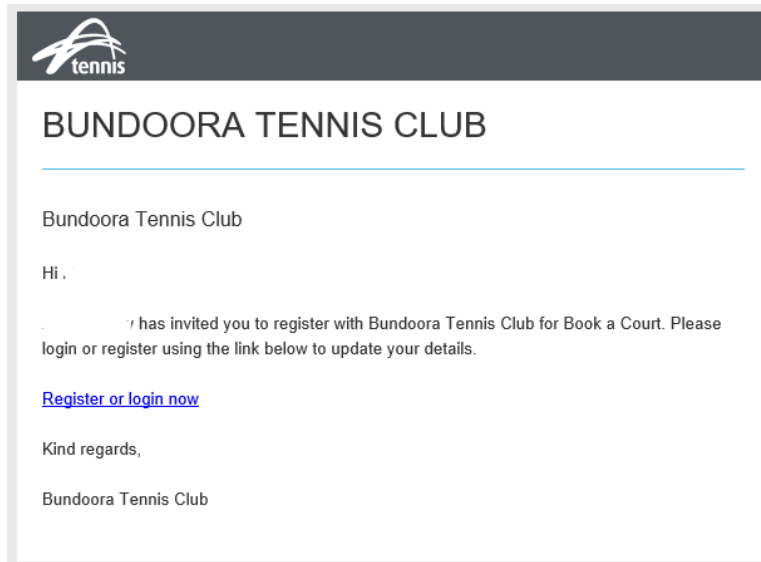 tennis
BUNDOORA TENNIS CLUB
Bundoora Tennis Club
Hi
has invited you to register with Bundoora Tennis Club for Book a Court. Please
login or register using the link below to update your details.
Register or login now
Kind regards,
Bundoora Tennis Club